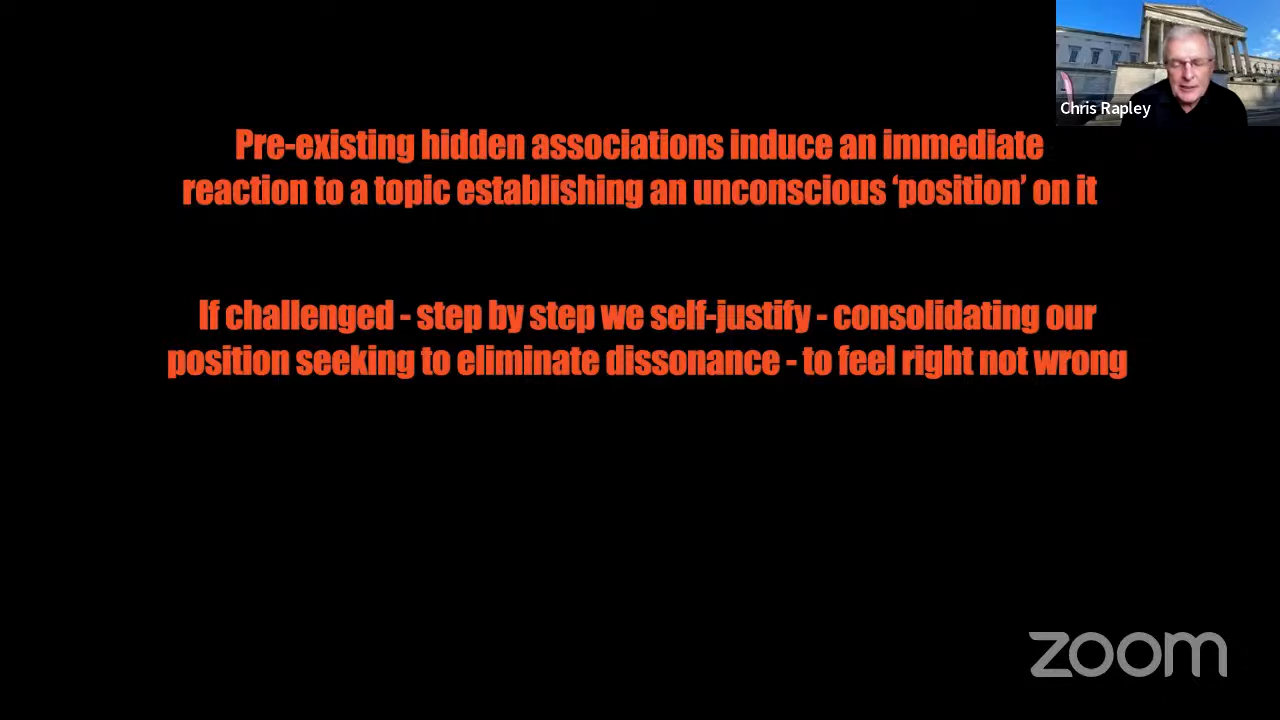 Chris Rapley
Pre-existing hidden associations induce an immediate
reaction to a topic establishing an unconscious ‘position’ on it
If challenged - step by step we self-justify - consolidating our
position seeking to eliminate dissonance - to feel right not wrong
zoom